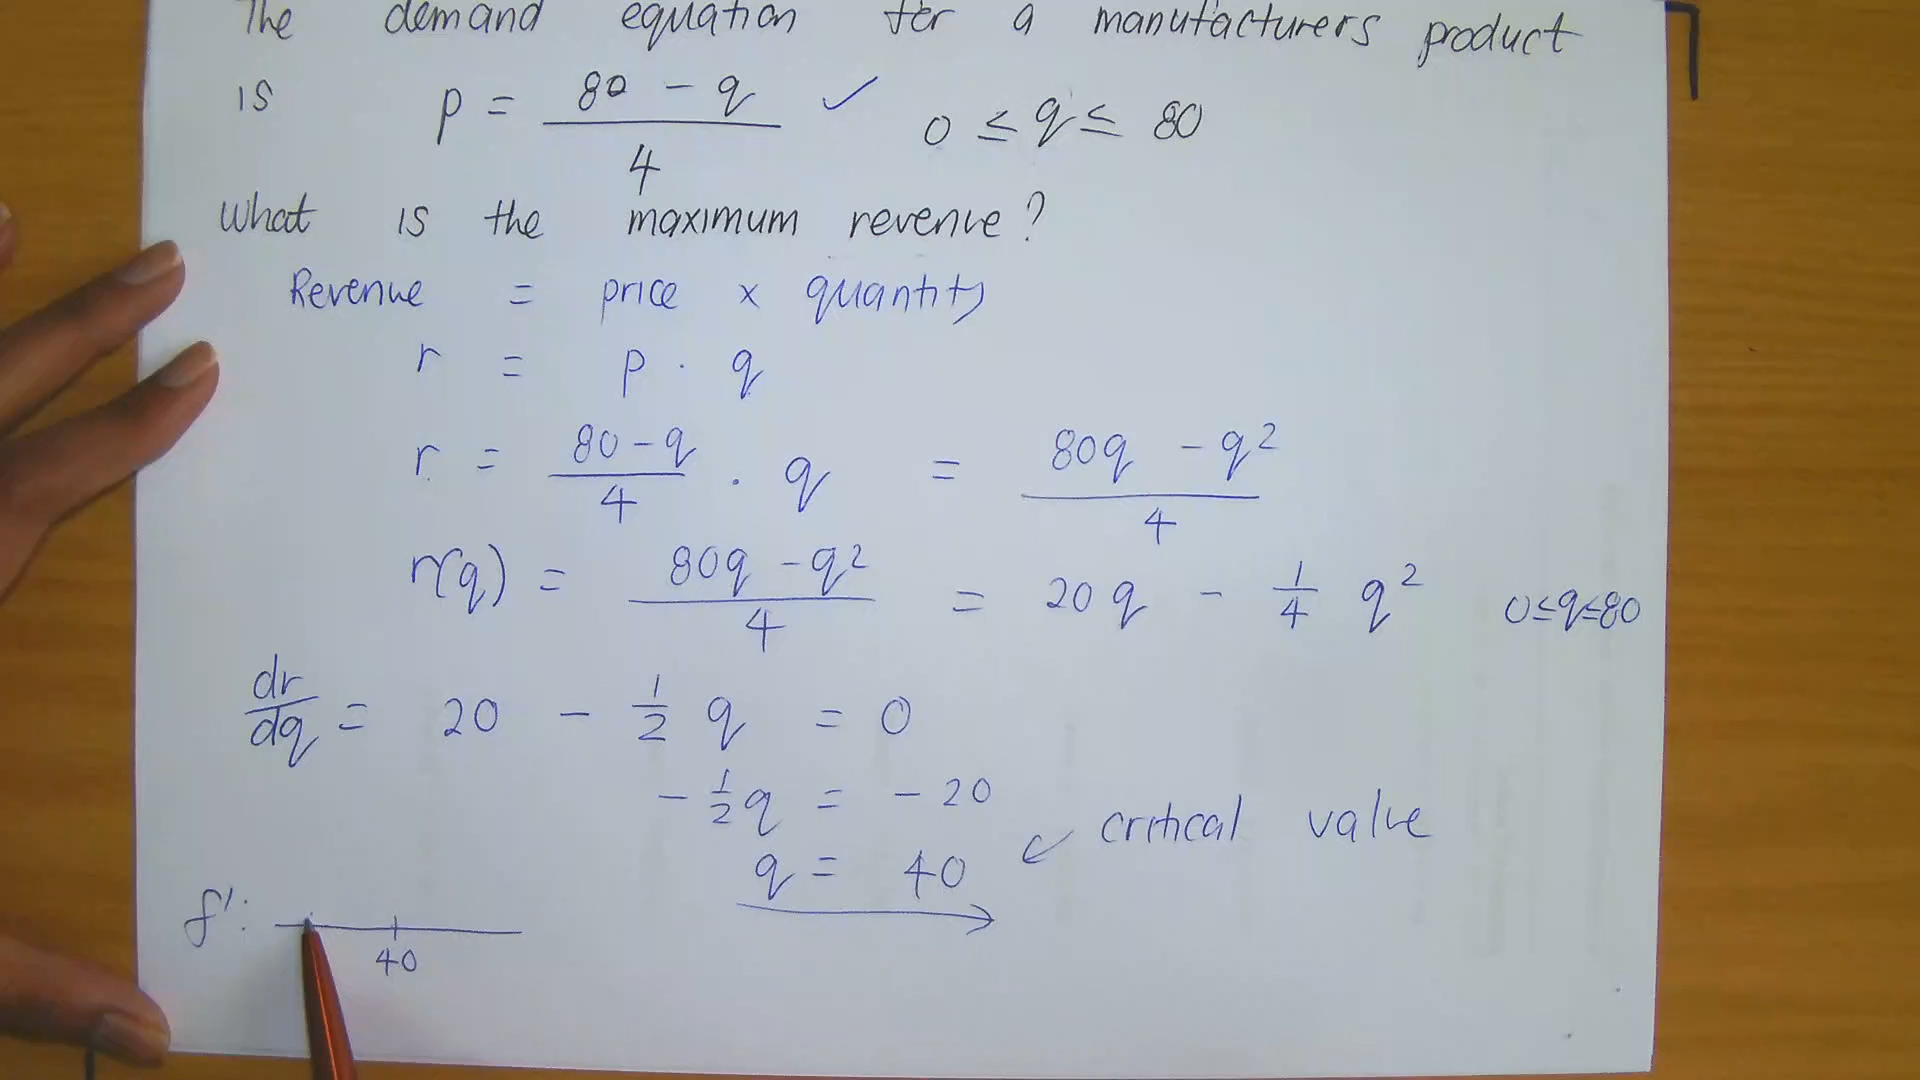 The demand equation for a manufacturers product
is p = (80 - q)/4 ✓ 0 ≤ q ≤ 80
What is the maximum revenue?
Revenue = price x quantity
r = p . q
r = (80 - q)/4 . q = (80q - q²)/4
r(q) = (80q - q²)/4 = 20q - 1/4 q² 0≤q≤80
dr/dq = 20 - 1/2 q = 0
- 1/2 q = - 20
q = 40 ↙ critical value
f': 40